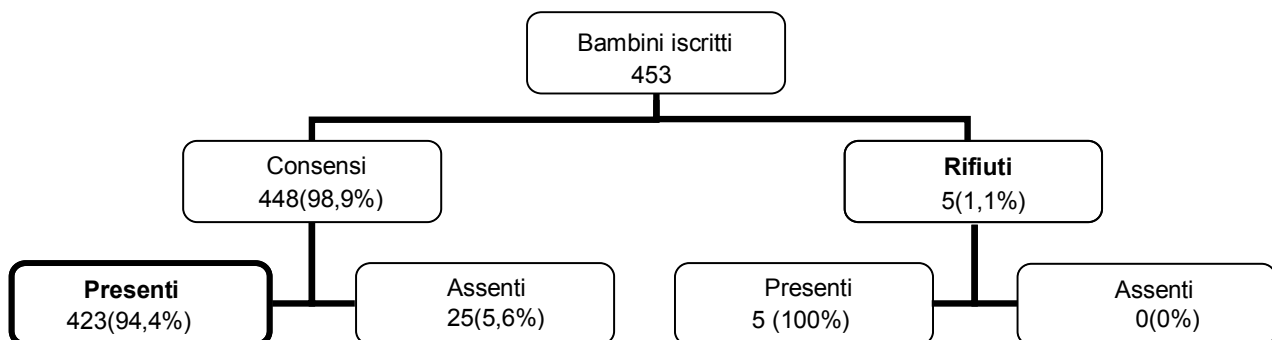 Bambini iscritti
453
Consensi
448(98,9%)
Rifiuti
5(1,1%)
Presenti
423(94,4%)
Assenti
25(5,6%)
Presenti
5 (100%)
Assenti
0(0%)